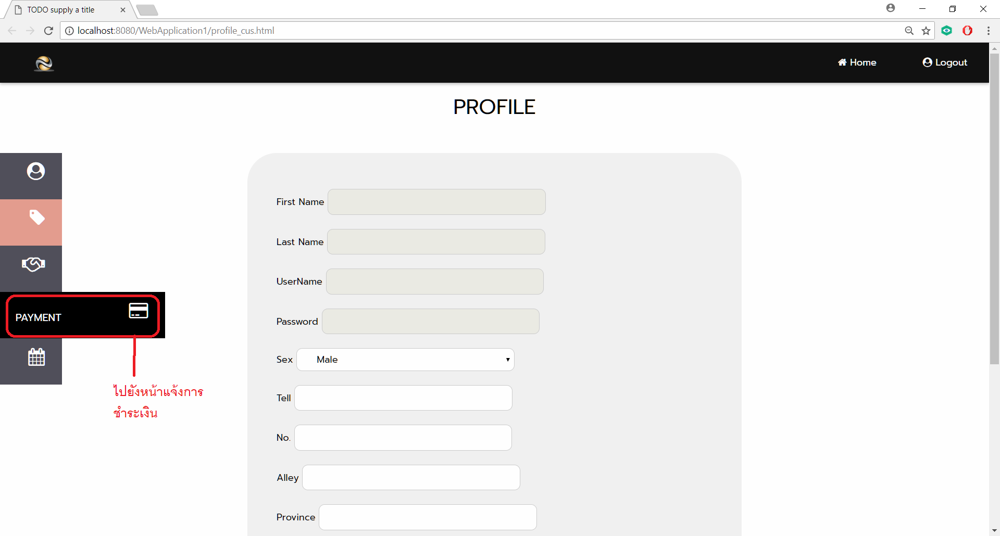 TODO supply a title
localhost:8080/WebApplication1/profile_cus.html
Home
Logout
PROFILE
First Name
Last Name
UserName
Password
Sex Male
Tell
No.
Alley
Province
PAYMENT
ไปยังหน้าแจ้งการ
ชำระเงิน